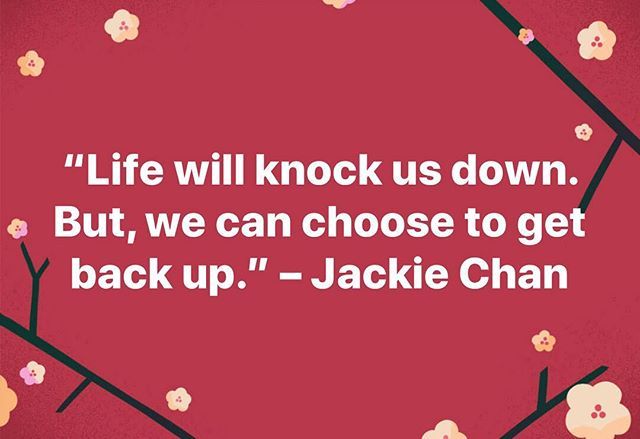 “Life will knock us down.
But, we can choose to get
back up.” – Jackie Chan